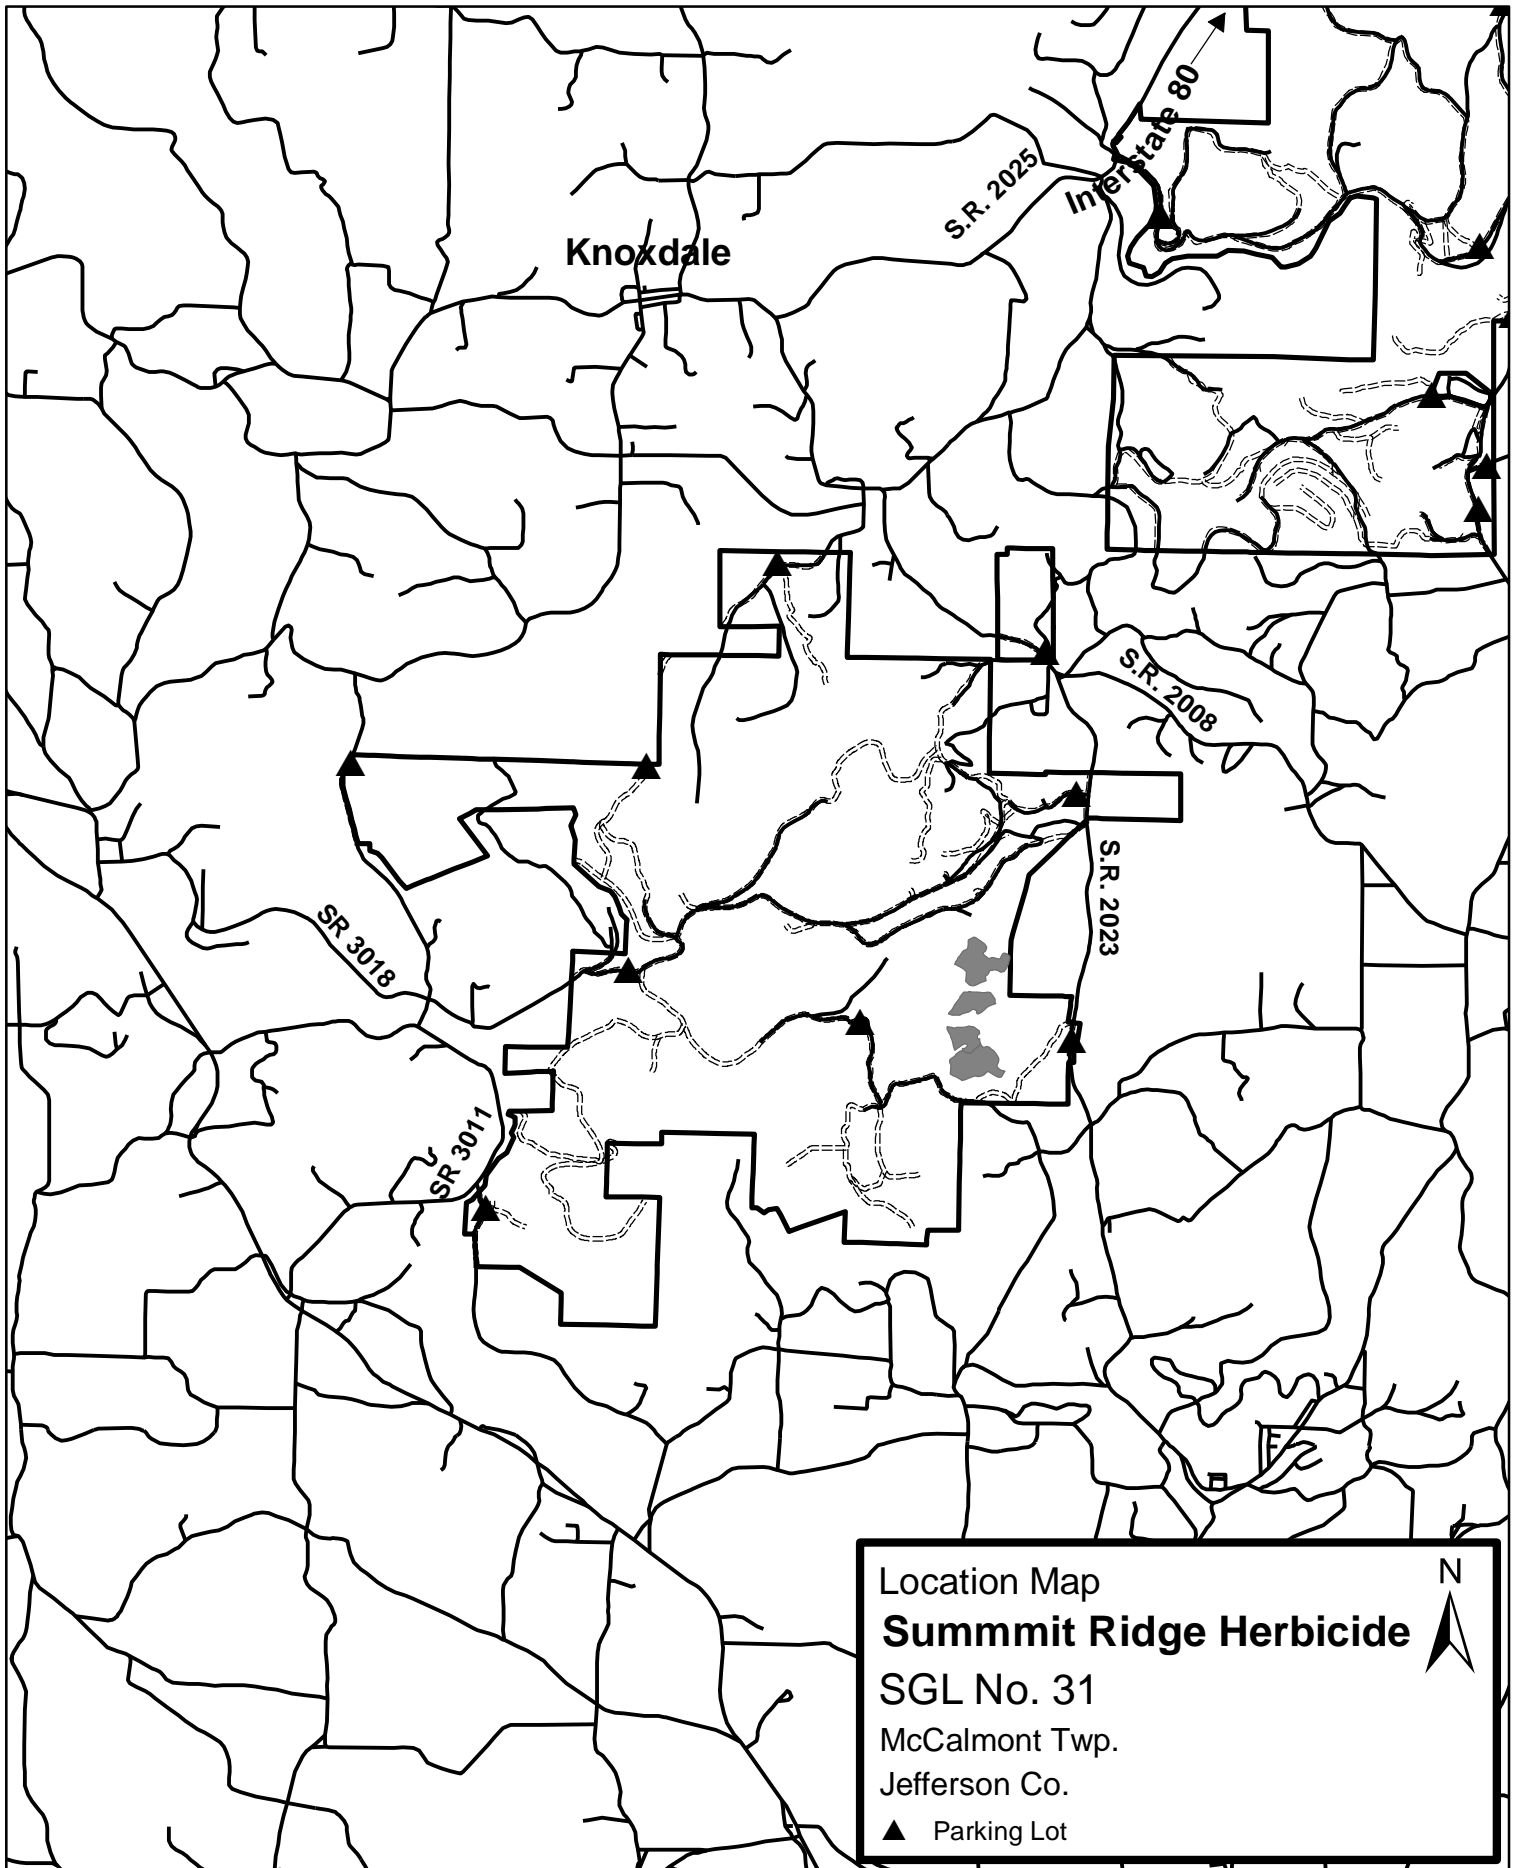 Interstate 80
S.R. 2025
Knoxdale
S.R. 2008
S.R. 2023
SR 3018
SR 3011
Location Map
N
Summmit Ridge Herbicide
SGL No. 31
McCalmont Twp.
Jefferson Co.
Parking Lot